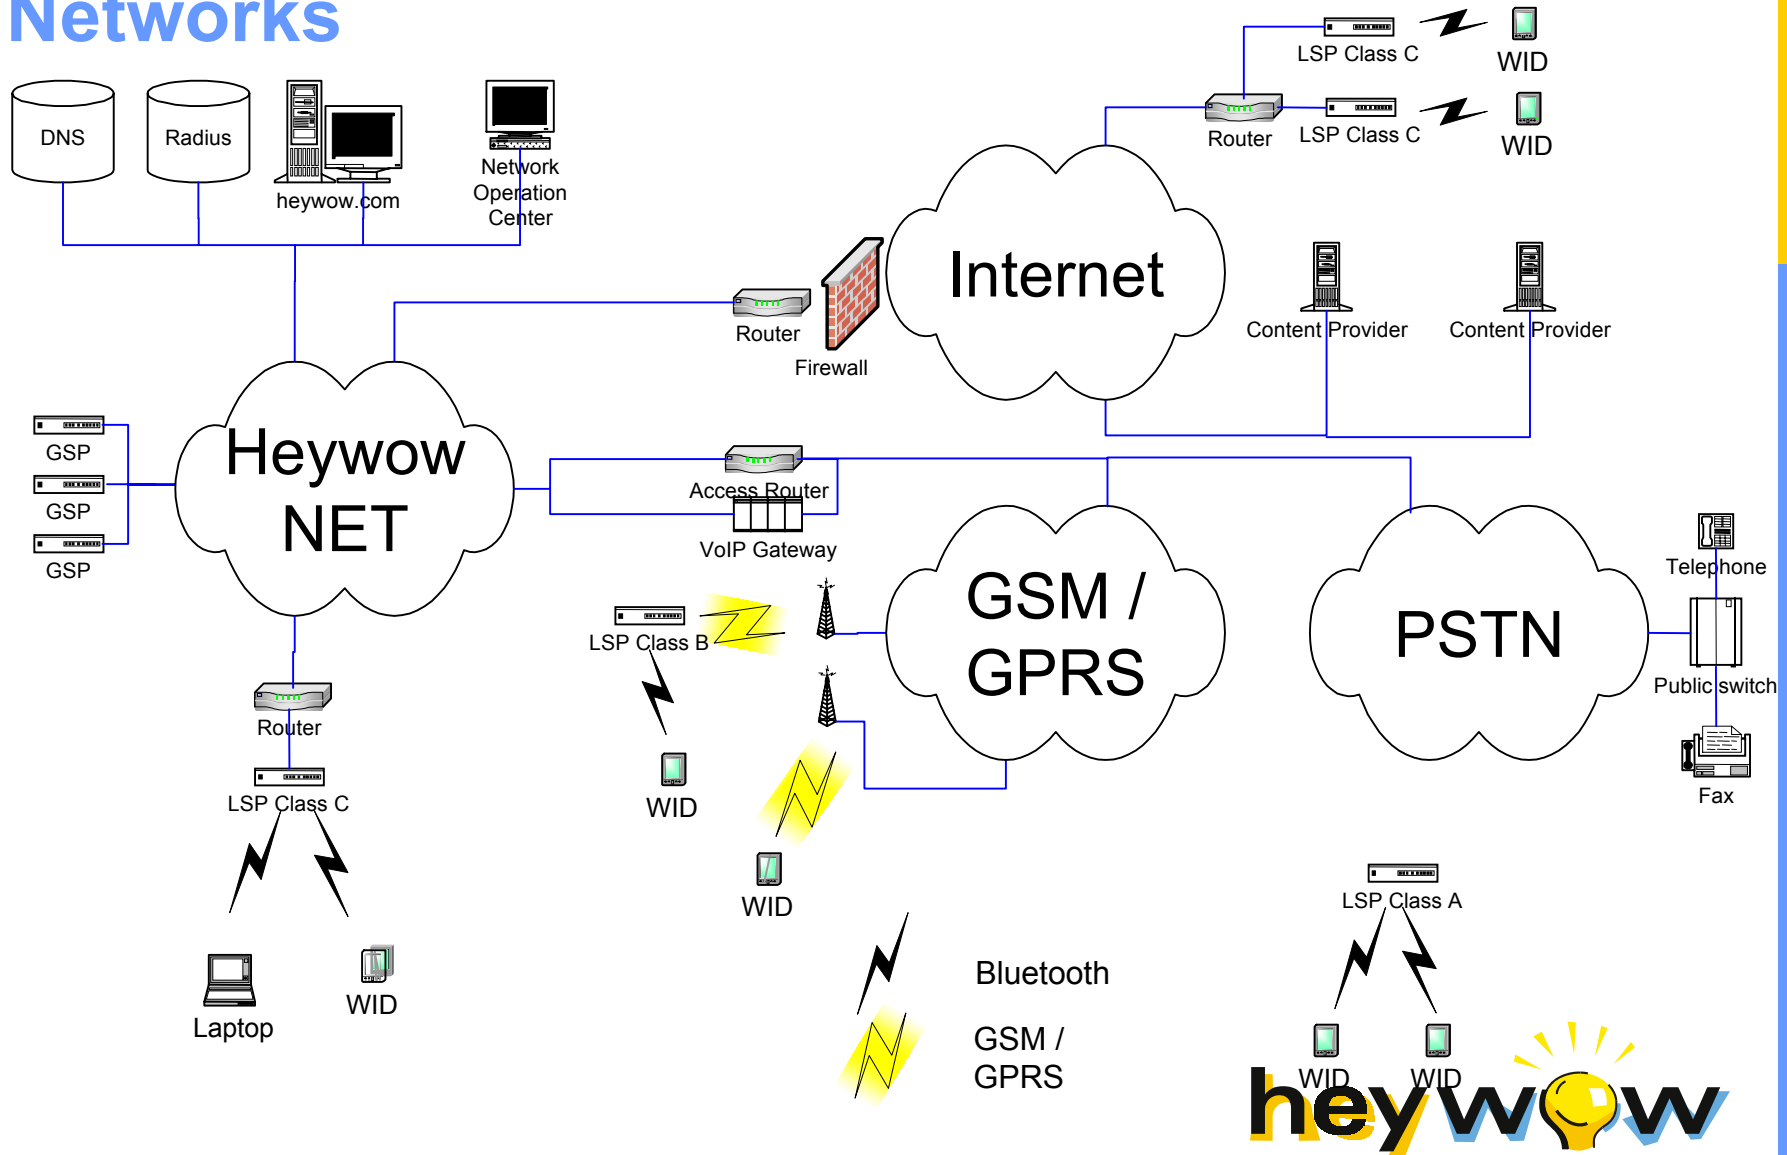 Networks
LSP Class C
WID
LSP Class C
WID
Router
DNS
Radius
heywow.com
Network
Operation
Center
Internet
Router
Firewall
Content Provider
Content Provider
GSP
GSP
GSP
Heywow
NET
Access Router
VoIP Gateway
GSM /
GPRS
PSTN
Telephone
Public switch
Fax
LSP Class B
WID
WID
Router
LSP Class C
Laptop
WID
Bluetooth
GSM /
GPRS
LSP Class A
WID
WID
heywow